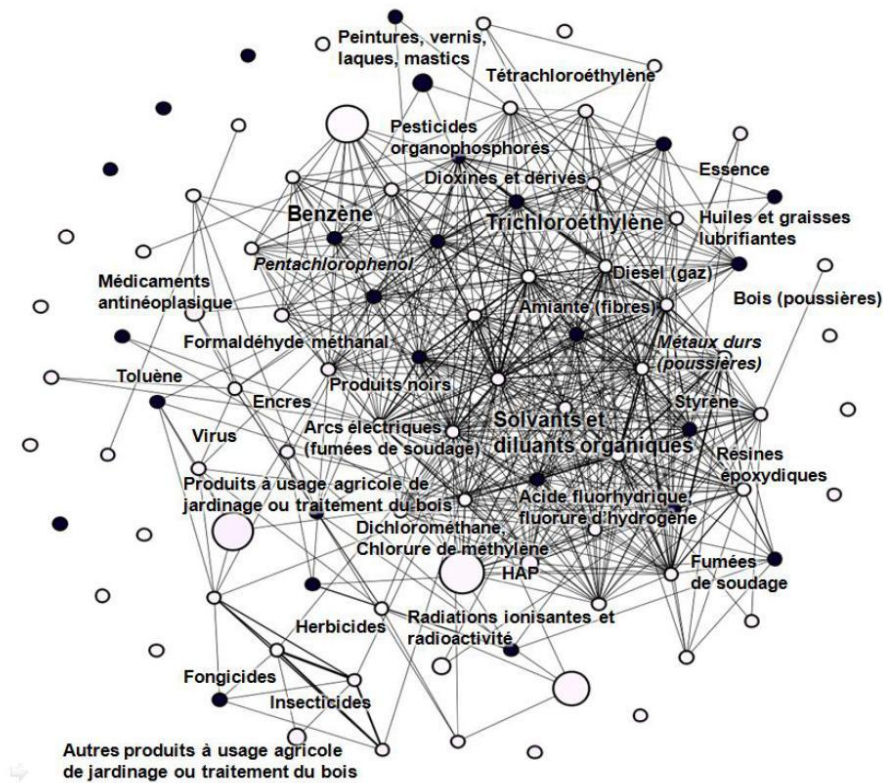 Peintures, vernis,
laques, mastics
Tétrachloroéthylène
Pesticides
organophosphorés
Essence
Dioxines et dérivés
Benzène
Trichloroéthylène
Huiles et graisses
lubrifiantes
Pentachlorophenol
Diesel (gaz)
Médicaments
antinéoplasique
Amiante (fibres)
Bois (poussières)
Formaldéhyde méthanal
Métaux durs
(poussières)
Toluène
Produits noirs
Encres
Styrène
Virus
Arcs électriques
(fumées de soudage)
Solvants et
diluants organiques
Résines
époxydiques
Produits à usage agricole de
jardinage ou traitement du bois
Acide fluorhydrique,
fluorure d'hydrogène
Dichlorométhane,
Chlorure de méthylène
HAP
Fumées
de soudage
Herbicides
Radiations ionisantes et
radioactivité
Fongicides
Insecticides
Autres produits à usage agricole
de jardinage ou traitement du bois